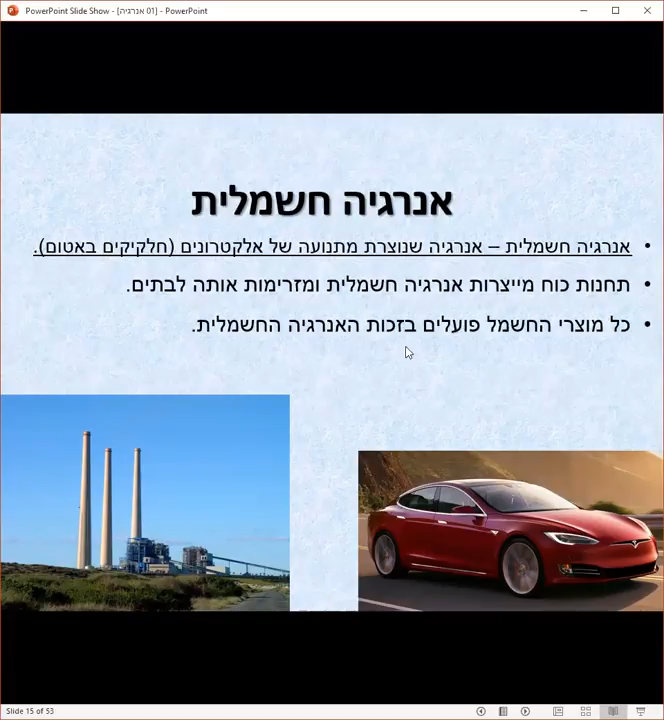 PowerPoint Slide Show - [01 אנרגיה] - PowerPoint
אנרגיה חשמלית
• אנרגיה חשמלית – אנרגיה שנוצרת מתנועה של אלקטרונים (חלקיקים באטום).
• תחנות כוח מייצרות אנרגיה חשמלית ומזרימות אותה לבתים.
• כל מוצרי החשמל פועלים בזכות האנרגיה החשמלית.
Slide 15 of 53